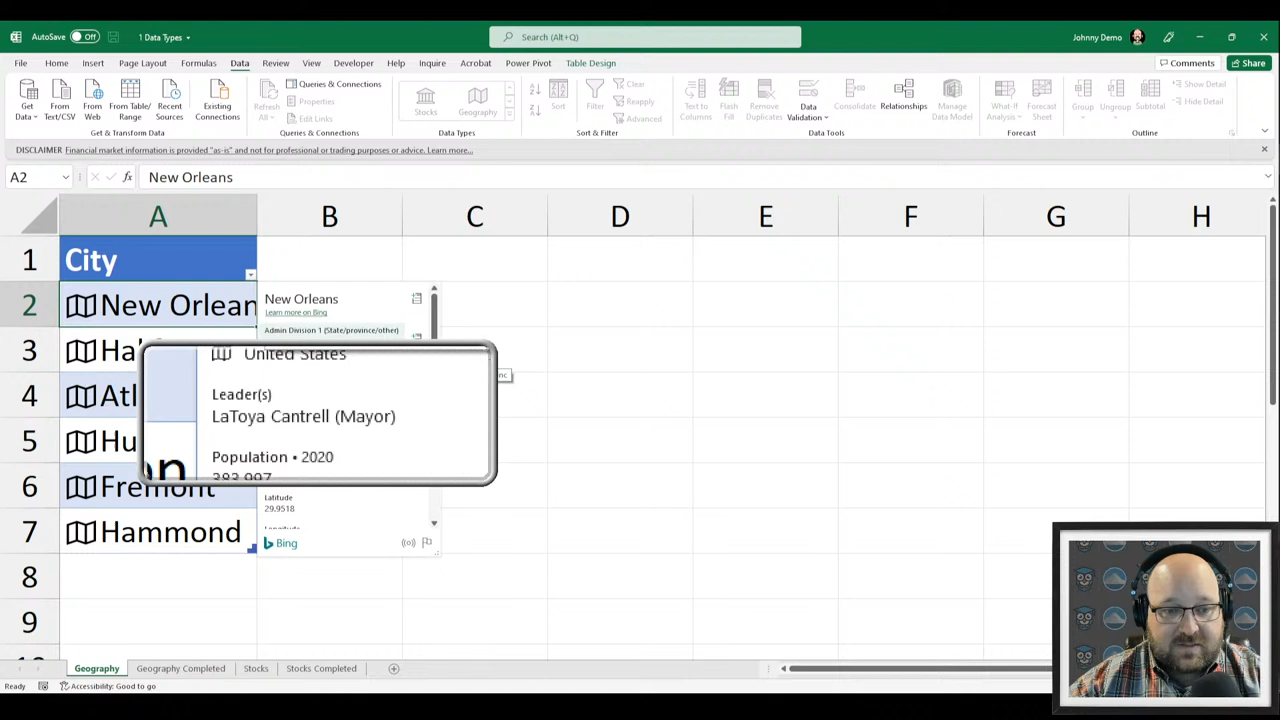 AutoSave Off 1 Data Types Search (Alt+Q) Johnny Demo
File Home Insert Page Layout Formulas Data Review View Developer Help Inquire Acrobat Power Pivot Table Design Comments Share
Get Data
From Text/CSV
From Web
From Table/ Range
Recent Sources
Existing Connections
Refresh All
Queries & Connections
Properties
Edit Links
Stocks
Geography
Sort
Filter
Clear
Reapply
Advanced
Text to Columns
Flash Fill
Remove Duplicates
Data Validation
Consolidate
Relationships
Manage Data Model
What-If Analysis
Forecast Sheet
Group
Ungroup
Subtotal
Show Detail
Hide Detail
Get & Transform Data Queries & Connections Data Types Sort & Filter Data Tools Forecast Outline
DISCLAIMER Financial market information is provided "as-is" and not for professional or trading purposes or advice. Learn more...
A2 fx New Orleans
A B C D E F G H
1 City
2 New Orlean
New Orleans
Learn more on Bing
Admin Division 1 (State/province/other)
3 Hal
United States
Leader(s)
LaToya Cantrell (Mayor)
Population • 2020
383,997
4 Atl
5 Hu
on
6 Fremont
Latitude
29.9518
7 Hammond
Bing
8
9
Geography Geography Completed Stocks Stocks Completed
Ready Accessibility: Good to go